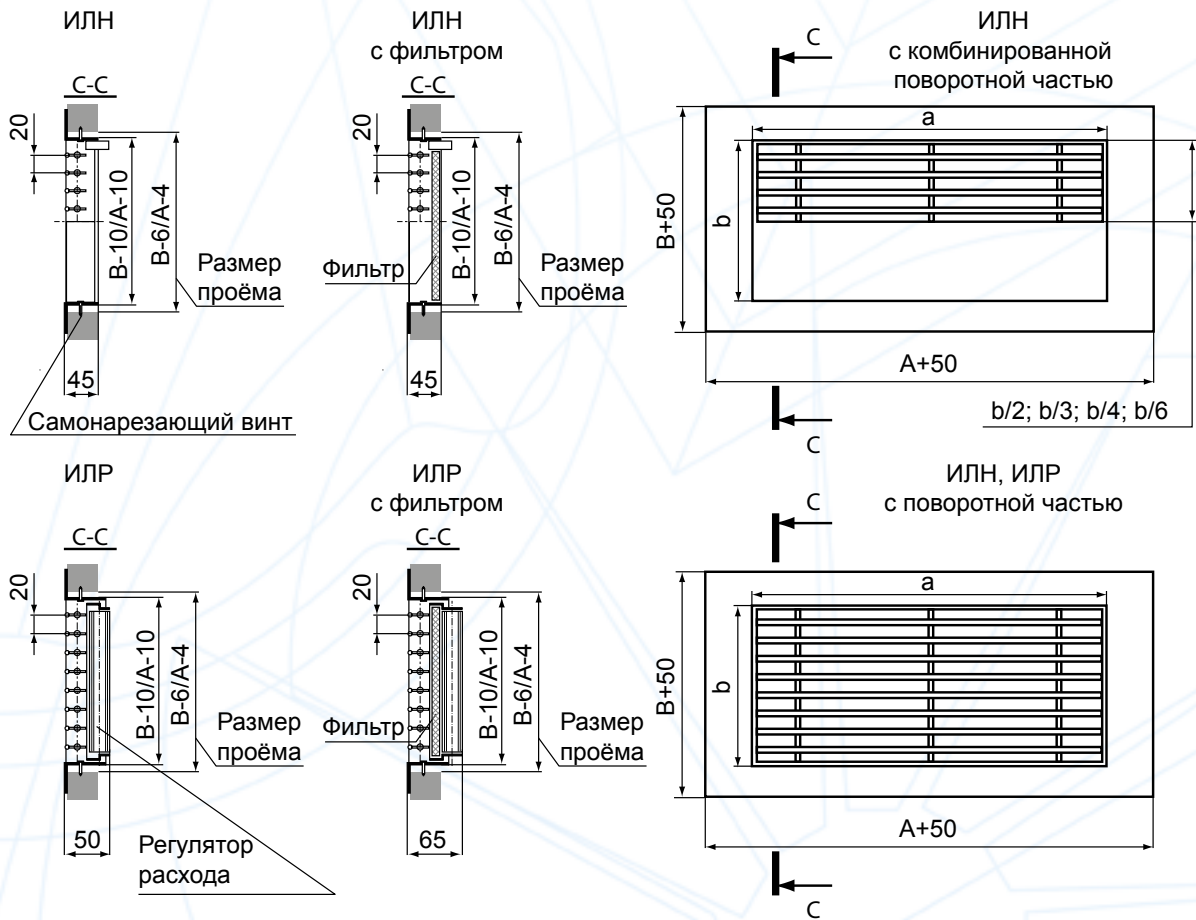 ИЛН
С-С
20
В-10/А-10
В-6/А-4
Размер
проёма
45
Самонарезающий винт
ИЛН
с фильтром
С-С
20
Фильтр
В-10/А-10
В-6/А-4
Размер
проёма
45
ИЛН
с комбинированной
поворотной частью
С
a
b
В+50
А+50
b/2; b/3; b/4; b/6
С
ИЛР
С-С
20
В-10/А-10
В-6/А-4
Размер
проёма
50
Регулятор
расхода
ИЛР
с фильтром
С-С
20
Фильтр
В-10/А-10
В-6/А-4
Размер
проёма
65
ИЛН, ИЛР
с поворотной частью
С
a
b
В+50
А+50
С